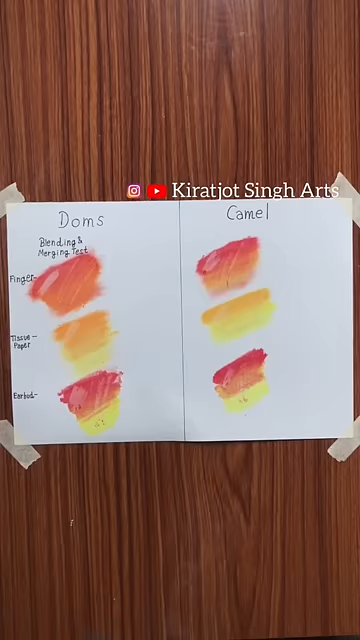 Kiratjot Singh Arts
Doms
Camel
Blending &
Merging Test
Finger-
Tissue -
Paper
Earbud-